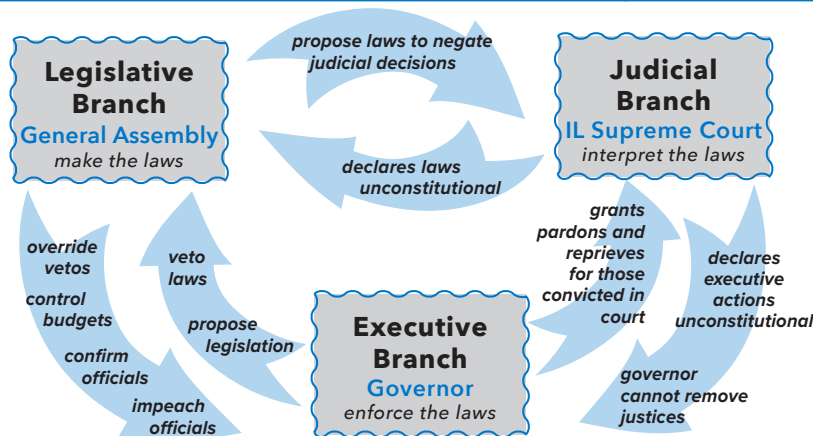 propose laws to negate
judicial decisions
Legislative
Branch
General Assembly
make the laws
Judicial
Branch
IL Supreme Court
interpret the laws
declares laws
unconstitutional
override
vetos
control
budgets
confirm
officials
impeach
officials
veto
laws
propose
legislation
Executive
Branch
Governor
enforce the laws
grants
pardons and
reprieves
for those
convicted in
court
declares
executive
actions
unconstitutional
governor
cannot remove
justices